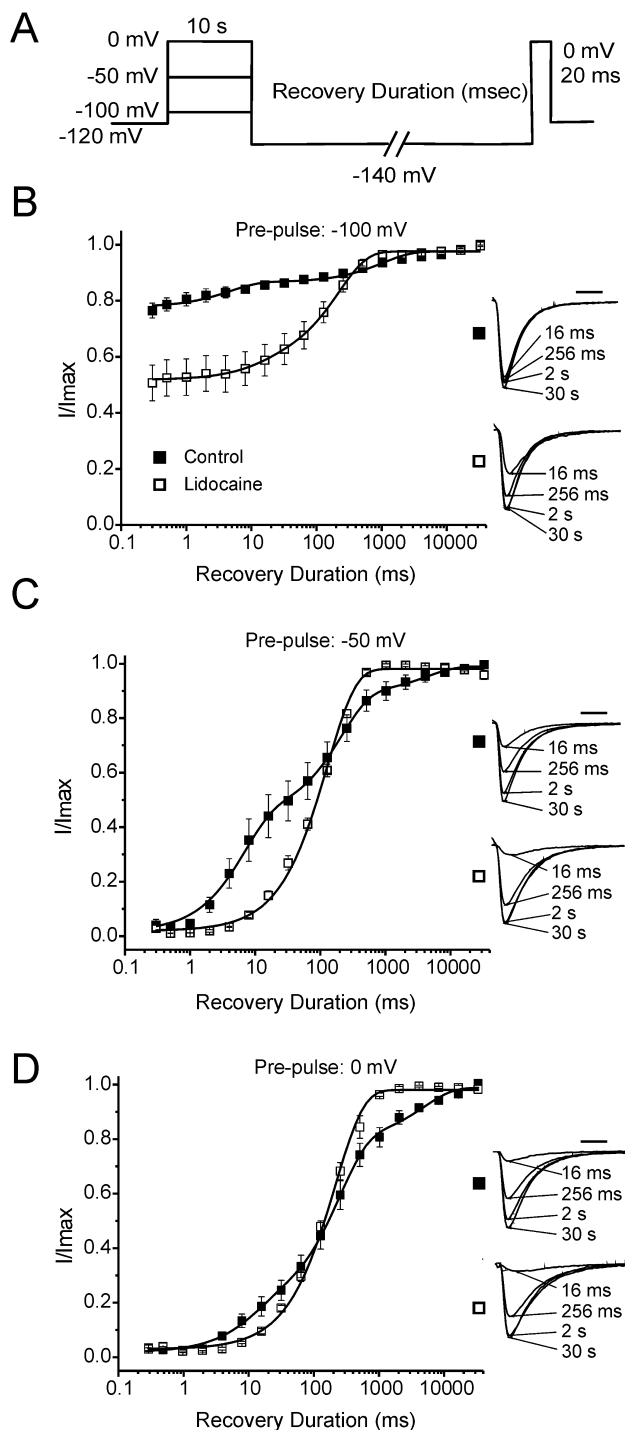 A
10 s
0 mV
-50 mV
-100 mV
-120 mV
Recovery Duration (msec)
-140 mV
0 mV
20 ms
B
Pre-pulse: -100 mV
1.0
0.8
0.6
0.4
0.2
0.0
I/Imax
Control
Lidocaine
0.1 1 10 100 1000 10000
Recovery Duration (ms)
16 ms
256 ms
2 s
30 s
16 ms
256 ms
2 s
30 s
C
Pre-pulse: -50 mV
1.0
0.8
0.6
0.4
0.2
0.0
I/Imax
0.1 1 10 100 1000 10000
Recovery Duration (ms)
16 ms
256 ms
2 s
30 s
16 ms
256 ms
2 s
30 s
D
Pre-pulse: 0 mV
1.0
0.8
0.6
0.4
0.2
0.0
I/Imax
0.1 1 10 100 1000 10000
Recovery Duration (ms)
16 ms
256 ms
2 s
30 s
16 ms
256 ms
2 s
30 s